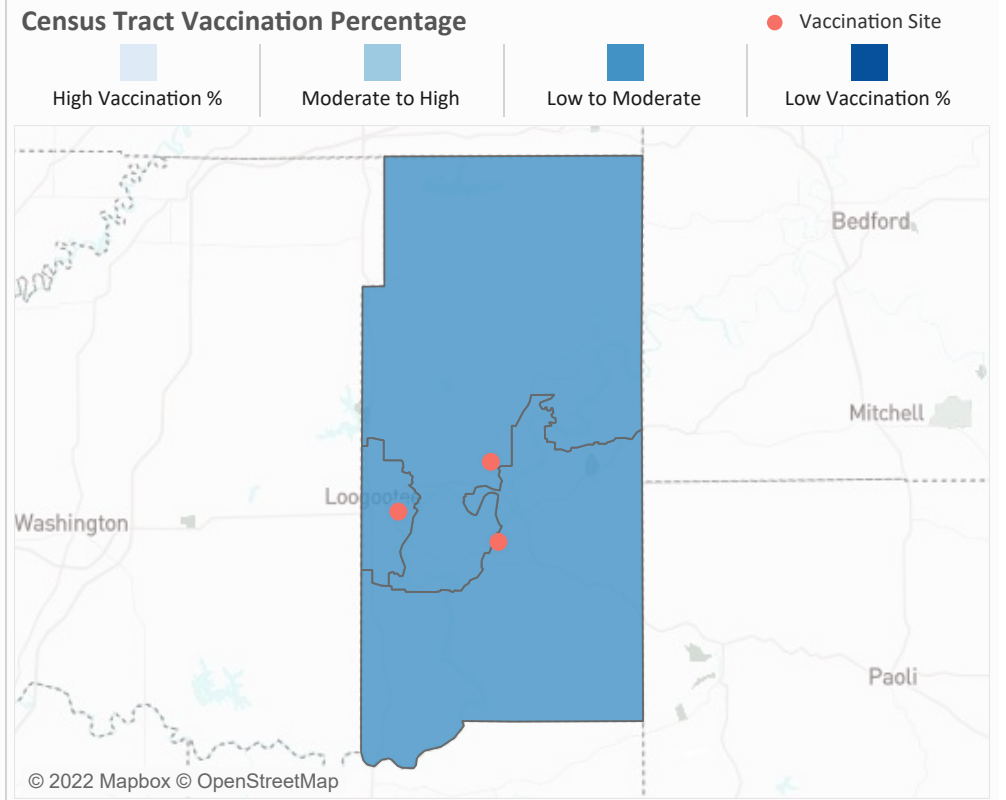 Census Tract Vaccination Percentage
Vaccination Site
High Vaccination %
Moderate to High
Low to Moderate
Low Vaccination %
Bedford
Mitchell
Loogootee
Washington
Paoli
© 2022 Mapbox © OpenStreetMap